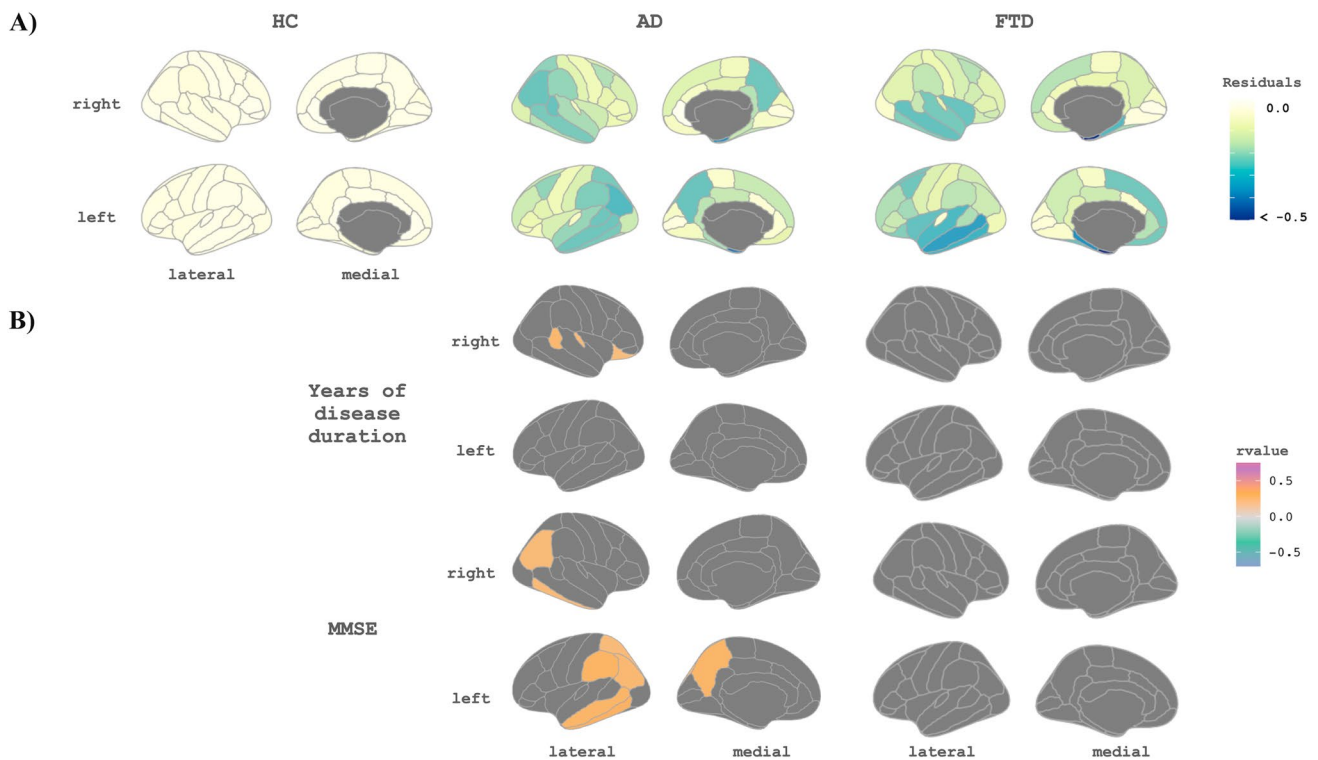 A)
HC
AD
FTD
right
left
lateral
medial
Residuals
0.0
< -0.5
B)
Years of
disease
duration
right
left
MMSE
right
left
lateral
medial
lateral
medial
rvalue
0.5
0.0
-0.5